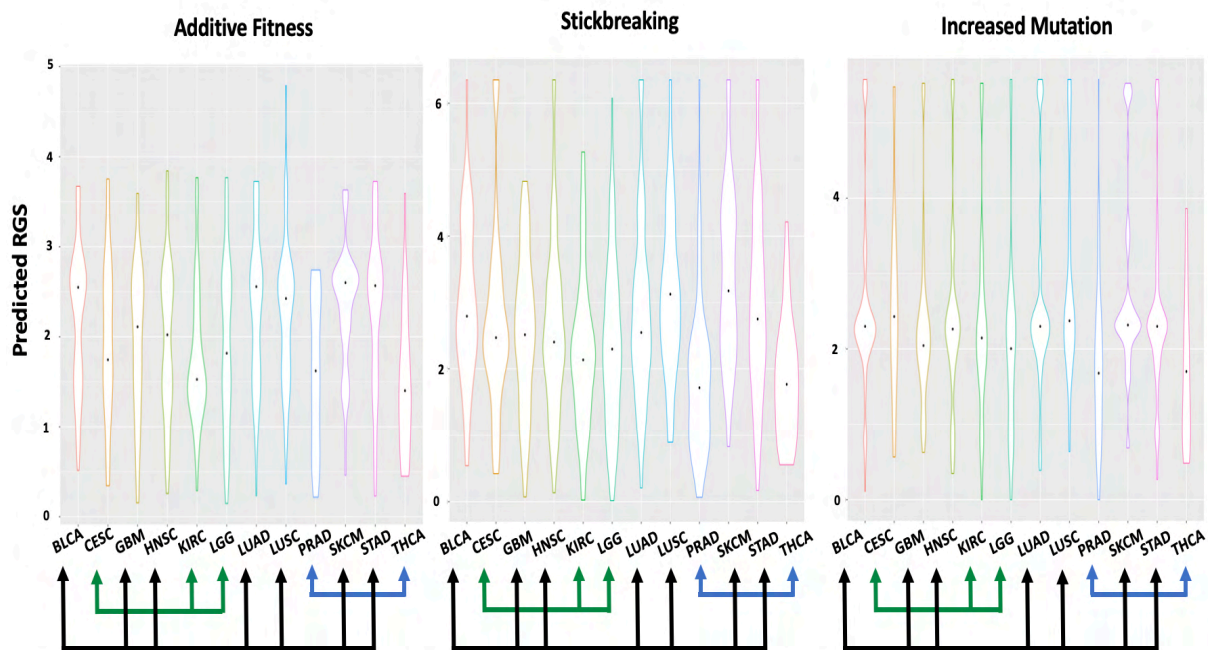 Additive Fitness
Stickbreaking
Increased Mutation
Predicted RGS
5
4
3
2
1
0
6
4
2
0
4
2
0
BLCA CESC GBM HNSC KIRC LGG LUAD LUSC PRAD SKCM STAD THCA
BLCA CESC GBM HNSC KIRC LGG LUAD LUSC PRAD SKCM STAD THCA
BLCA CESC GBM HNSC KIRC LGG LUAD LUSC PRAD SKCM STAD THCA